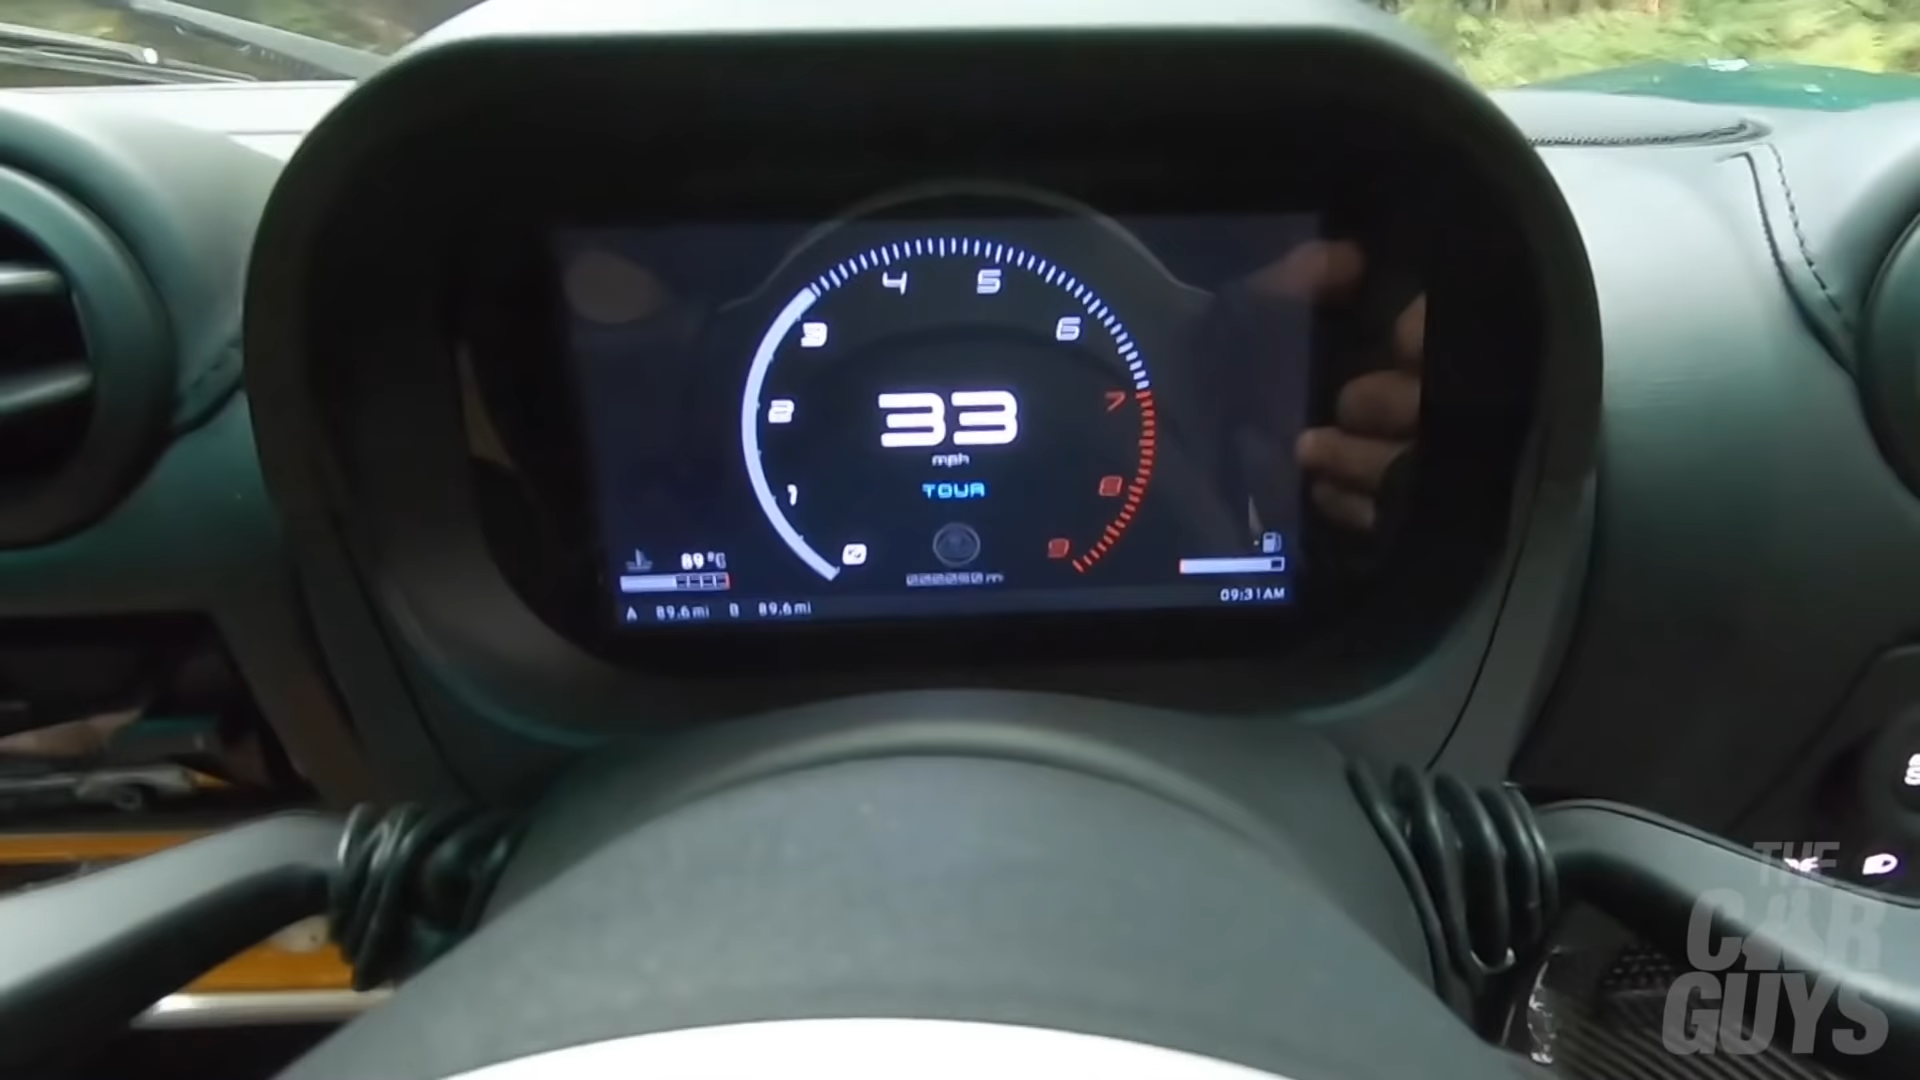 4 5
3 6
33
2 7
mph
1 TOUR 8
0 9
89°C
A 89.6mi B 89.6mi
09:31AM
THE
CAR
GUYS